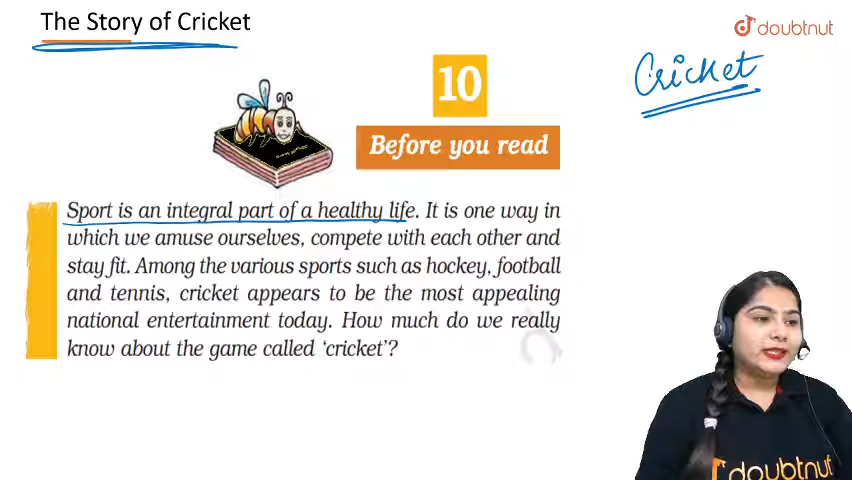 The Story of Cricket
doubtnut
Cricket
10
Before you read
Sport is an integral part of a healthy life. It is one way in
which we amuse ourselves, compete with each other and
stay fit. Among the various sports such as hockey, football
and tennis, cricket appears to be the most appealing
national entertainment today. How much do we really
know about the game called ‘cricket’?
doubtnut